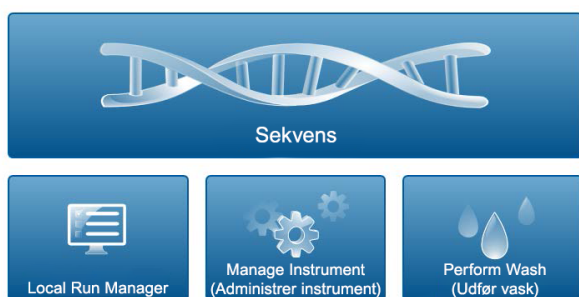 Sekvens
Local Run Manager
Manage Instrument
(Administrer instrument)
Perform Wash
(Udfør vask)